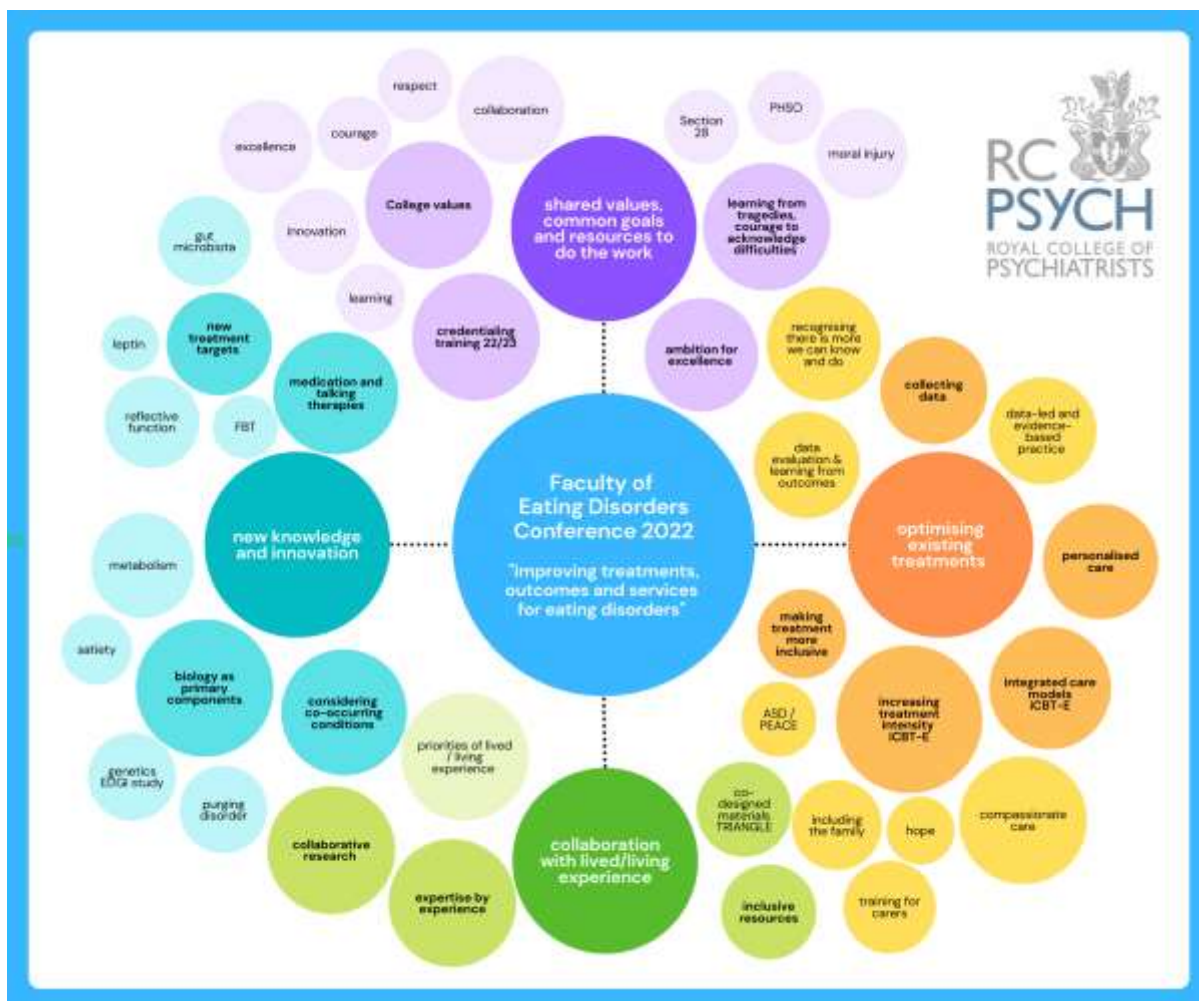 respect
collaboration
courage
excellence
College values
innovation
learning
credentialing
training 22/23
shared values,
common goals
and resources to
do the work
Section
28
PHSO
moral injury
learning from
tragedies,
courage to
acknowledge
difficulties
ambition for
excellence
RC
PSYCH
ROYAL COLLEGE OF
PSYCHIATRISTS
gut
microbiota
new
treatment
targets
leptin
medication and
talking
therapies
reflective
function
FBT
new knowledge
and innovation
metabolism
satiety
biology as
primary
components
considering
co-occurring
conditions
genetics
EDGI study
purging
disorder
Faculty of
Eating Disorders
Conference 2022
"Improving treatments,
outcomes and services
for eating disorders"
recognising
there is more
we can know
and do
collecting
data
data-led and
evidence-
based
practice
data
evaluation &
learning from
outcomes
optimising
existing
treatments
personalised
care
making
treatment
more
inclusive
integrated care
models
iCBT-E
increasing
treatment
intensity
iCBT-E
ASD /
PEACE
including
the family
hope
compassionate
care
training for
carers
priorities of lived
/ living
experience
collaborative
research
expertise by
experience
collaboration
with lived/living
experience
co-
designed
materials
TRIANGLE
inclusive
resources